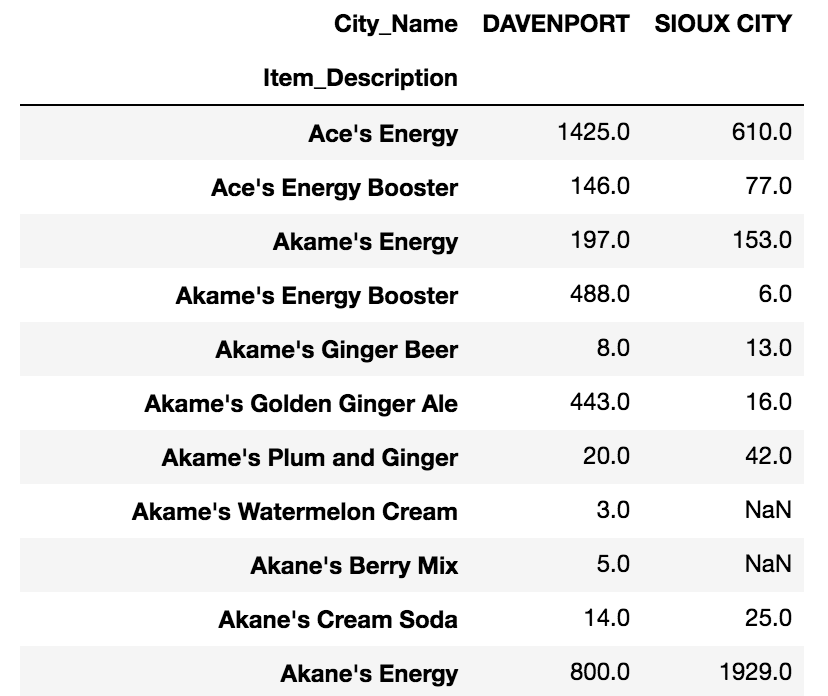 City_Name DAVENPORT SIOUX CITY
Item_Description
Ace's Energy 1425.0 610.0
Ace's Energy Booster 146.0 77.0
Akame's Energy 197.0 153.0
Akame's Energy Booster 488.0 6.0
Akame's Ginger Beer 8.0 13.0
Akame's Golden Ginger Ale 443.0 16.0
Akame's Plum and Ginger 20.0 42.0
Akame's Watermelon Cream 3.0 NaN
Akane's Berry Mix 5.0 NaN
Akane's Cream Soda 14.0 25.0
Akane's Energy 800.0 1929.0